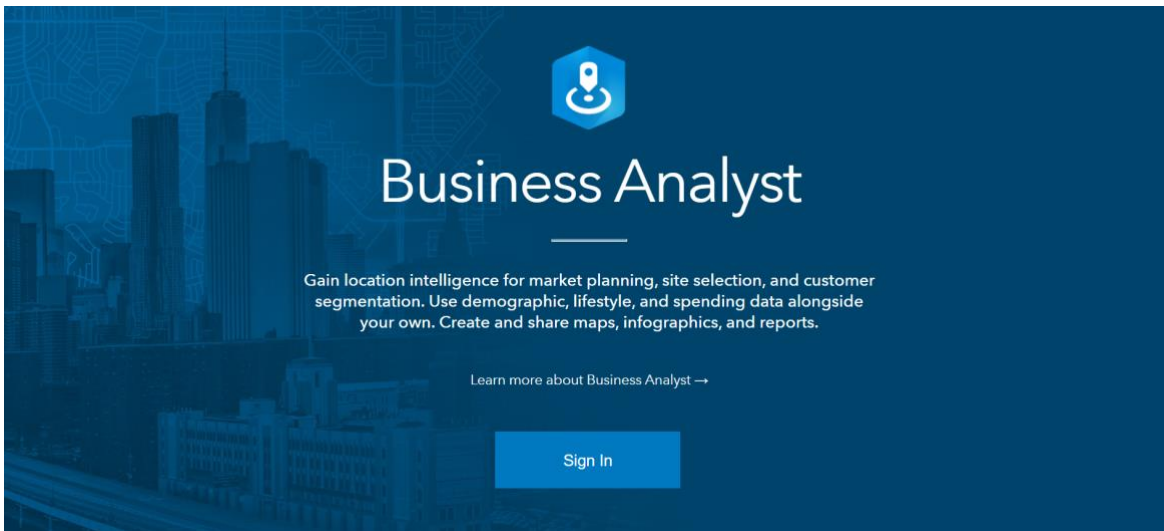 Business Analyst
Gain location intelligence for market planning, site selection, and customer
segmentation. Use demographic, lifestyle, and spending data alongside
your own. Create and share maps, infographics, and reports.
Learn more about Business Analyst →
Sign In